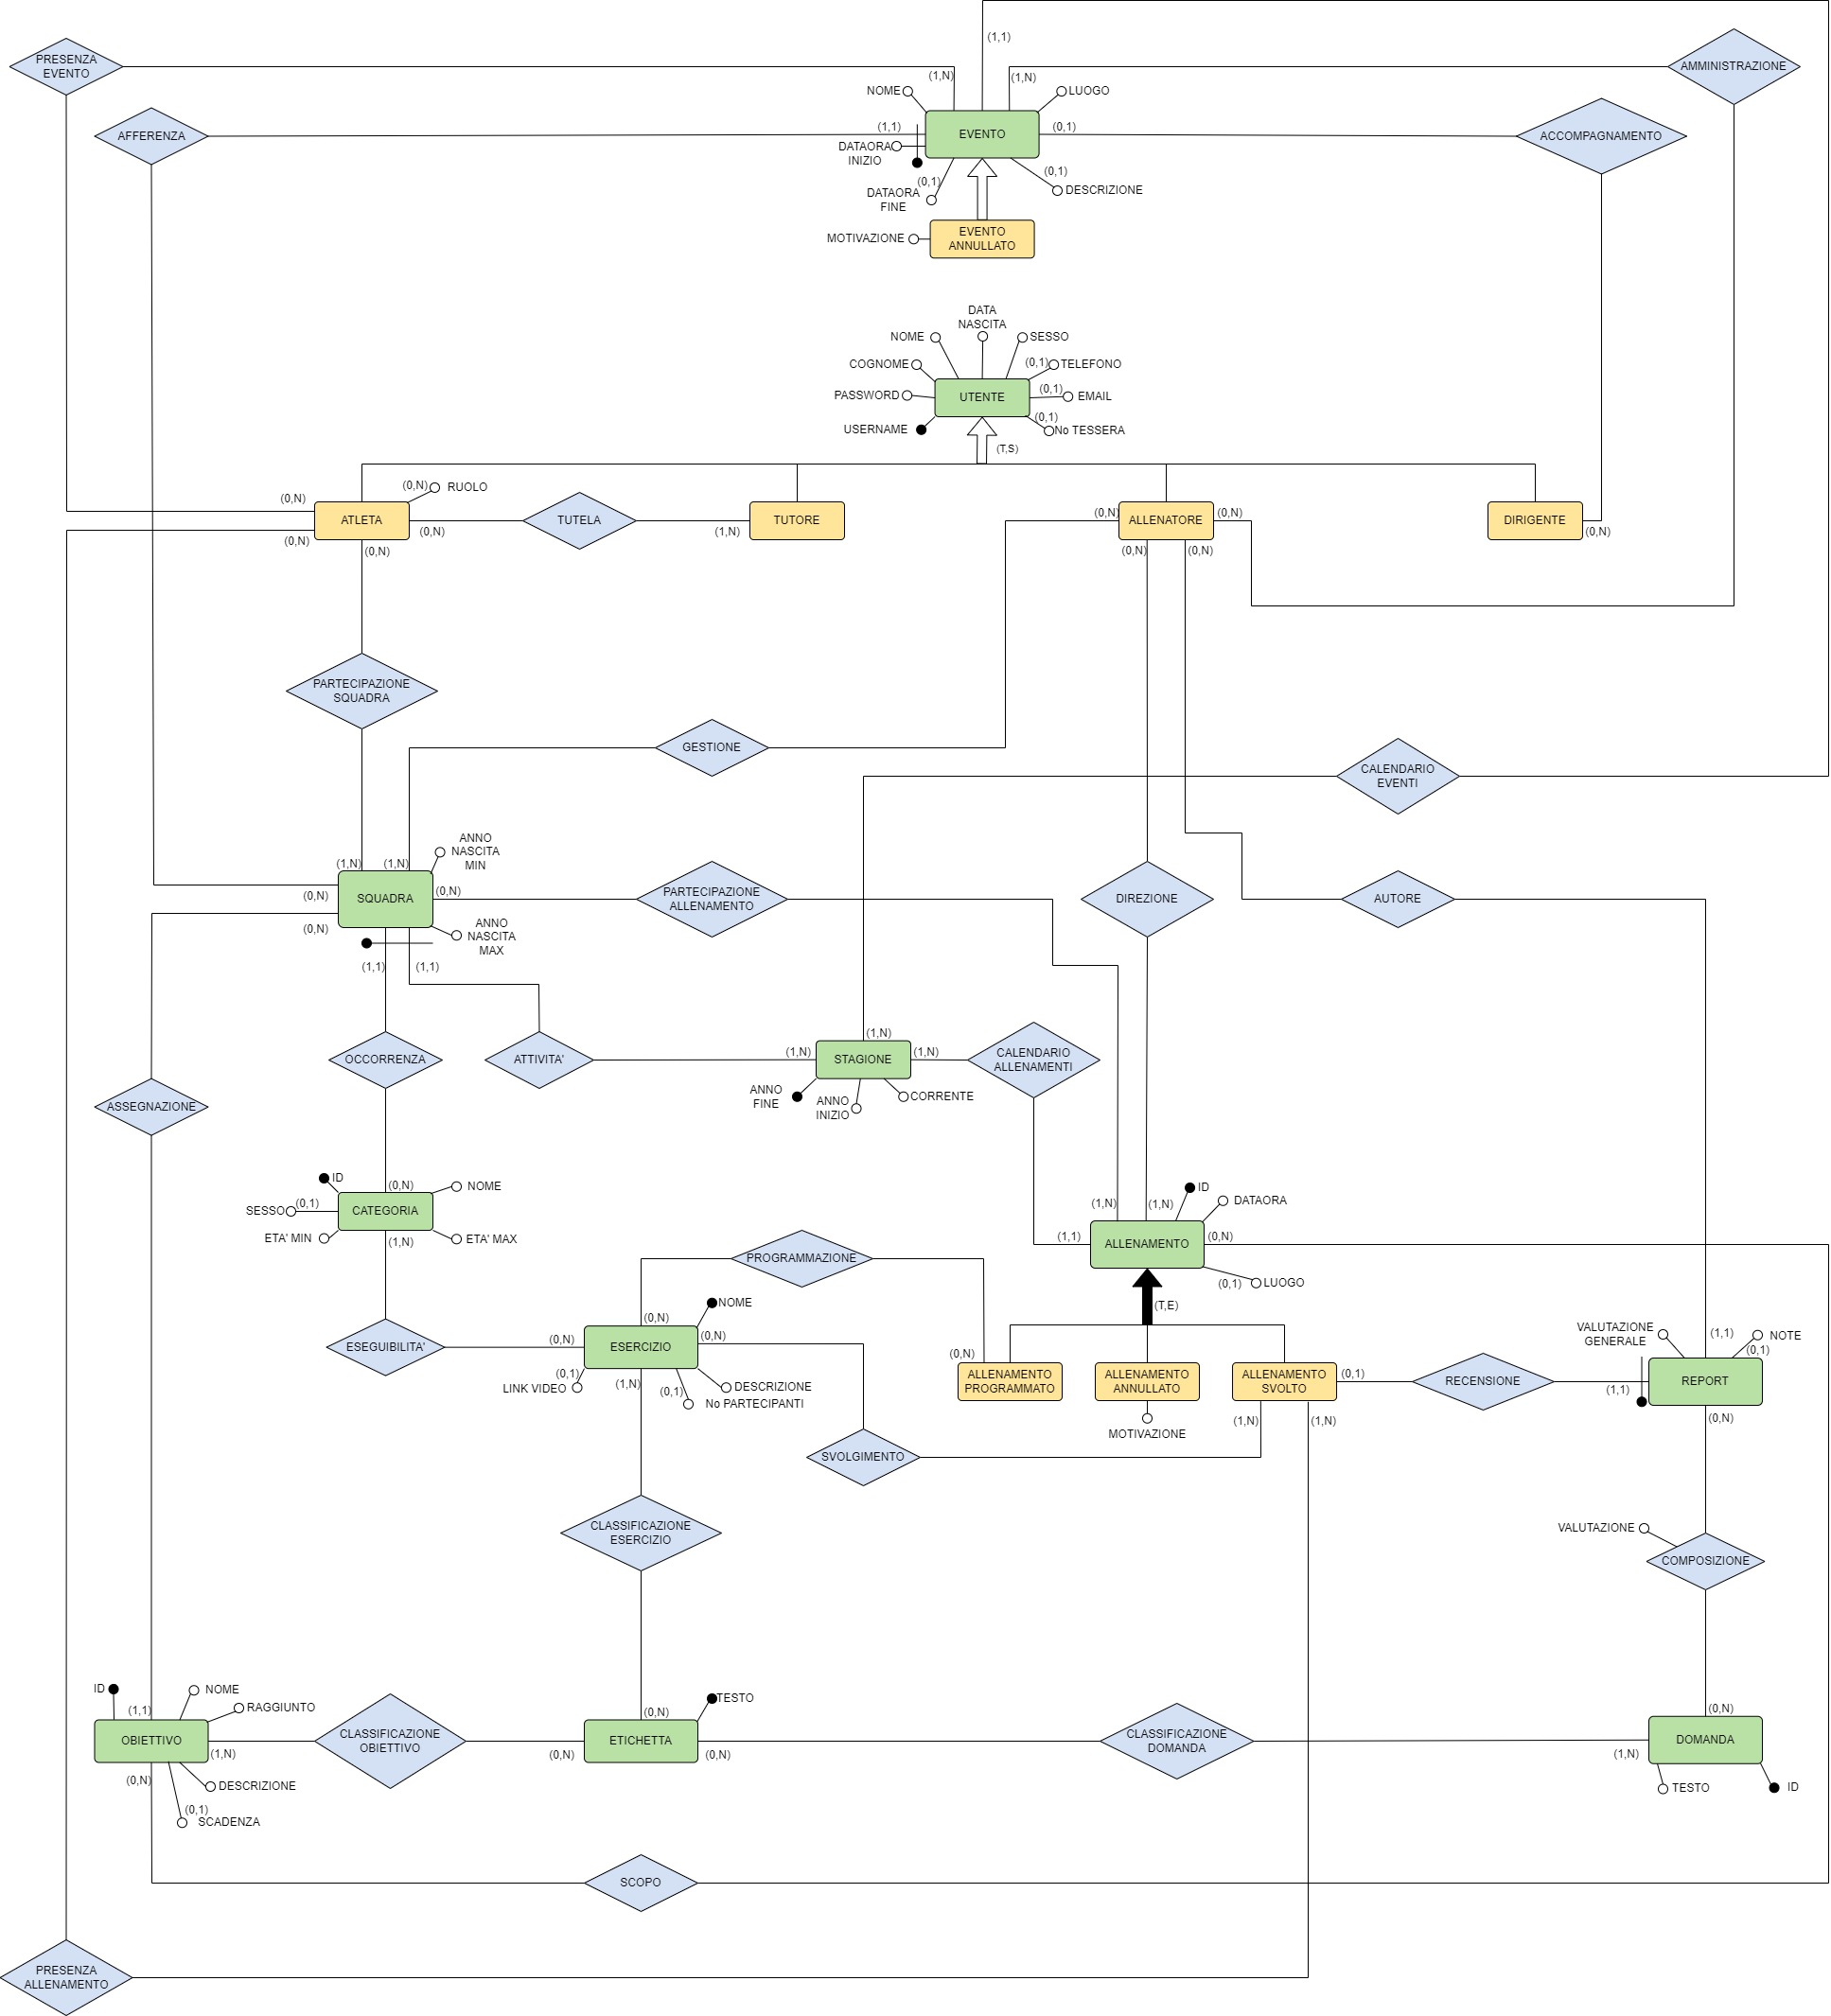 (1,1)
PRESENZA
EVENTO
(1,N)
(1,N)
AMMINISTRAZIONE
NOME
LUOGO
AFFERENZA
(1,1)
EVENTO
(0,1)
ACCOMPAGNAMENTO
DATAORA
INIZIO
(0,1)
DATAORA
FINE
(0,1)
DESCRIZIONE
MOTIVAZIONE
EVENTO
ANNULLATO
DATA
NASCITA
NOME
SESSO
COGNOME
(0,1)
TELEFONO
PASSWORD
UTENTE
(0,1)
EMAIL
USERNAME
(0,1)
No TESSERA
(T,S)
(0,N)
(0,N)
RUOLO
ATLETA
(0,N)
(0,N)
(0,N)
TUTELA
(1,N)
TUTORE
(0,N)
ALLENATORE
(0,N)
(0,N)
(0,N)
DIRIGENTE
(0,N)
PARTECIPAZIONE
SQUADRA
GESTIONE
CALENDARIO
EVENTI
ANNO
NASCITA
MIN
(1,N)
(1,N)
(0,N)
SQUADRA
(0,N)
PARTECIPAZIONE
ALLENAMENTO
DIREZIONE
AUTORE
(0,N)
ANNO
NASCITA
MAX
(1,1)
(1,1)
OCCORRENZA
ATTIVITA'
(1,N)
(1,N)
STAGIONE
(1,N)
CALENDARIO
ALLENAMENTI
ANNO
FINE
ANNO
INIZIO
CORRENTE
ASSEGNAZIONE
ID
(0,N)
NOME
SESSO
(0,1)
CATEGORIA
ETA' MIN
(1,N)
ETA' MAX
ID
(1,N)
(1,N)
DATAORA
(1,1)
ALLENAMENTO
(0,N)
(0,1)
LUOGO
(T,E)
PROGRAMMAZIONE
NOME
(0,N)
ESEGUIBILITA'
(0,N)
ESERCIZIO
(0,N)
(0,1)
LINK VIDEO
(1,N)
(0,1)
DESCRIZIONE
No PARTECIPANTI
(0,N)
ALLENAMENTO
PROGRAMMATO
ALLENAMENTO
ANNULLATO
MOTIVAZIONE
ALLENAMENTO
SVOLTO
(0,1)
(1,N)
(1,N)
RECENSIONE
VALUTAZIONE
GENERALE
(1,1)
NOTE
(0,1)
(1,1)
REPORT
(0,N)
SVOLGIMENTO
CLASSIFICAZIONE
ESERCIZIO
VALUTAZIONE
COMPOSIZIONE
ID
NOME
RAGGIUNTO
(1,1)
OBIETTIVO
(1,N)
(0,N)
DESCRIZIONE
(0,1)
SCADENZA
CLASSIFICAZIONE
OBIETTIVO
(0,N)
TESTO
(0,N)
ETICHETTA
(0,N)
CLASSIFICAZIONE
DOMANDA
(0,N)
(1,N)
DOMANDA
TESTO
ID
SCOPO
PRESENZA
ALLENAMENTO